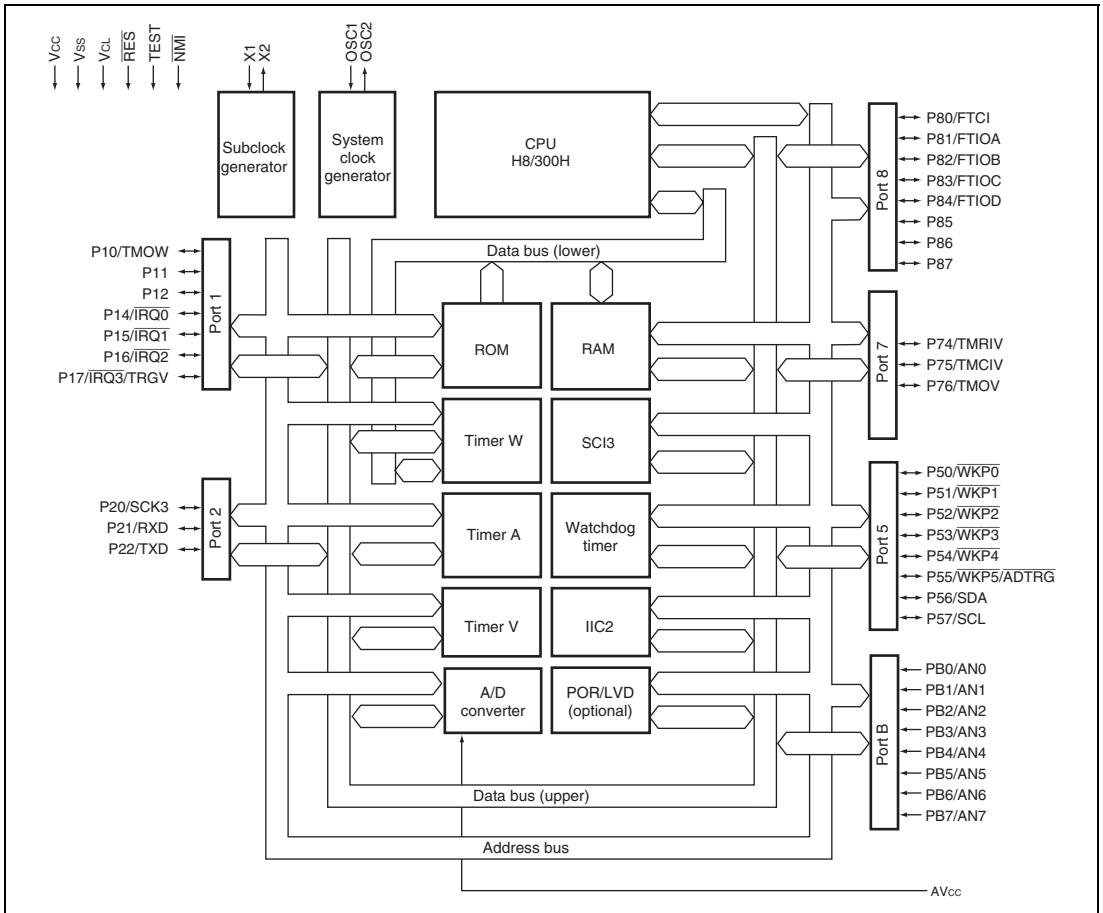 Vcc
Vss
VCL
RES
TEST
NMI
X1
X2
OSC1
OSC2
Subclock
generator
System
clock
generator
CPU
H8/300H
Data bus (lower)
P10/TMOW
P11
P12
P14/IRQ0
P15/IRQ1
P16/IRQ2
P17/IRQ3/TRGV
Port 1
P20/SCK3
P21/RXD
P22/TXD
Port 2
ROM
RAM
Timer W
SCI3
Timer A
Watchdog
timer
Timer V
IIC2
A/D
converter
POR/LVD
(optional)
Port 8
P80/FTCI
P81/FTIOA
P82/FTIOB
P83/FTIOC
P84/FTIOD
P85
P86
P87
Port 7
P74/TMRIV
P75/TMCIV
P76/TMOV
Port 5
P50/WKP0
P51/WKP1
P52/WKP2
P53/WKP3
P54/WKP4
P55/WKP5/ADTRG
P56/SDA
P57/SCL
Port B
PB0/AN0
PB1/AN1
PB2/AN2
PB3/AN3
PB4/AN4
PB5/AN5
PB6/AN6
PB7/AN7
Data bus (upper)
Address bus
AVcc